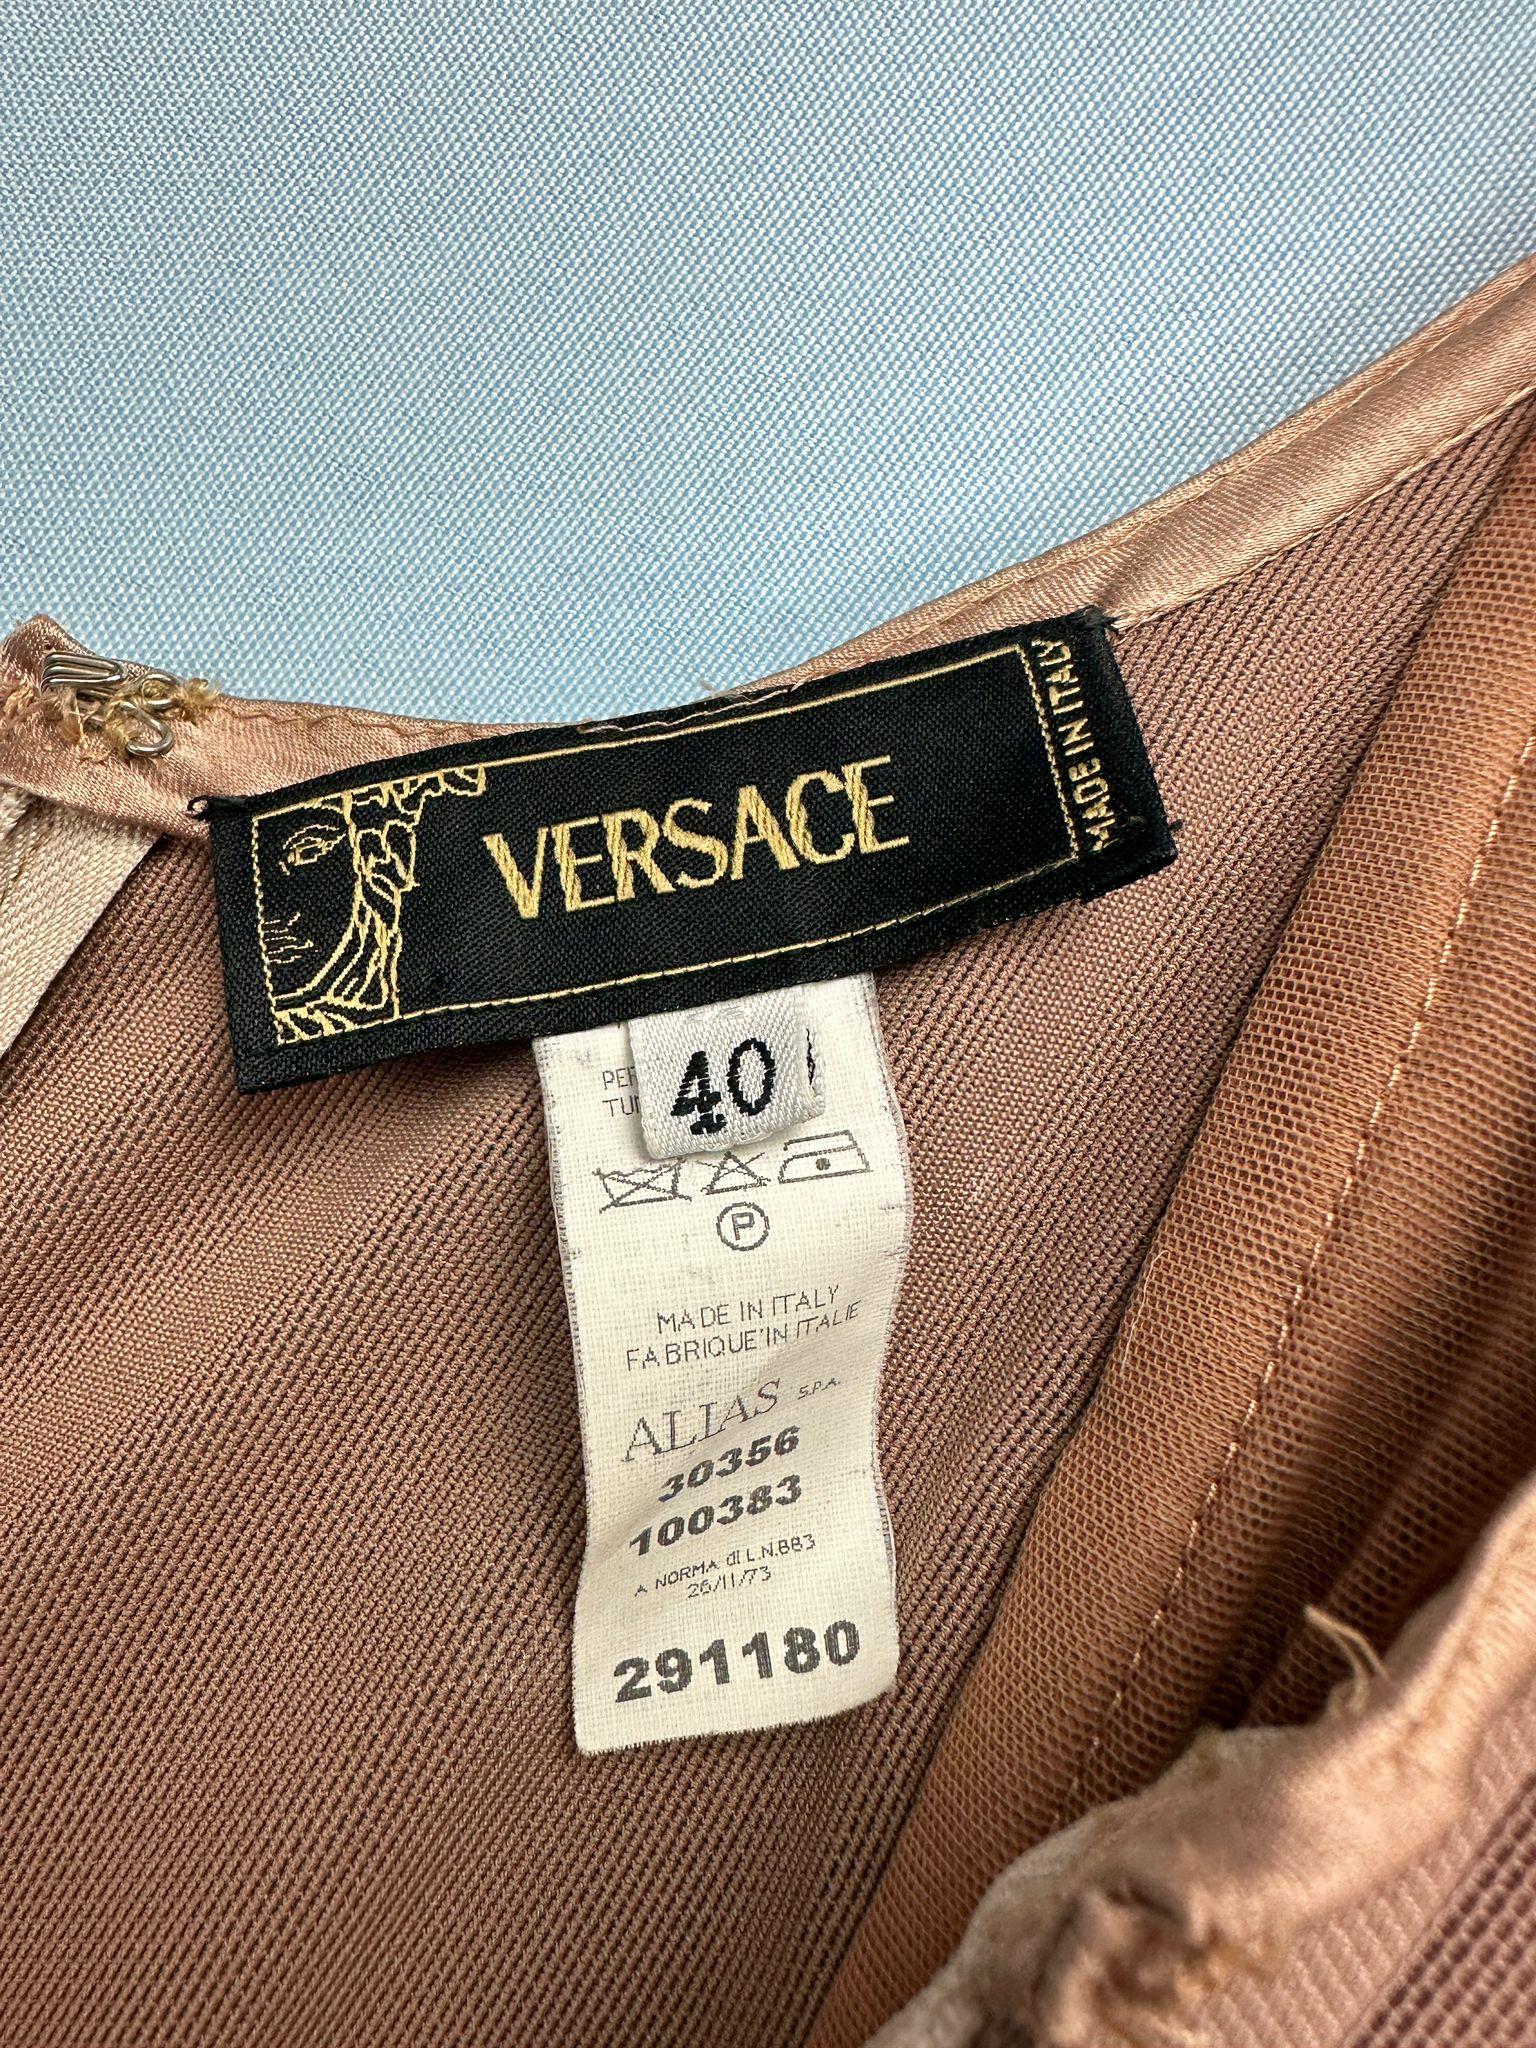 VERSACE
MADE IN ITALY
40
P
MADE IN ITALY
FABRIQUE' IN ITALIE
ALIAS S.P.A.
30356
100383
A NORMA di L.N.883
26/11/73
291180